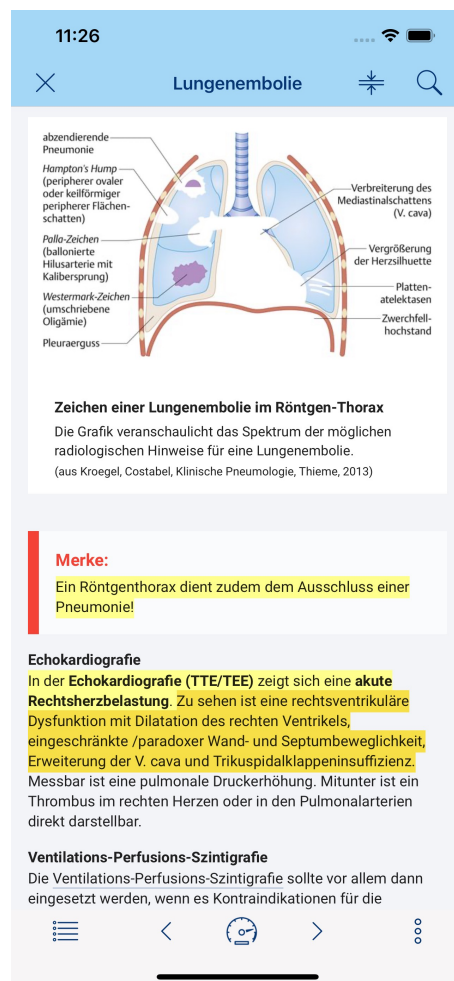 11:26
Lungenembolie
abzendierende
Pneumonie
Hampton's Hump
(peripherer ovaler
oder keilförmiger
peripherer Flächen-
schatten)
Palla-Zeichen
(ballonierte
Hilusarterie mit
Kalibersprung)
Westermark-Zeichen
(umschriebene
Oligämie)
Pleuraerguss
Verbreiterung des
Mediastinalschattens
(V. cava)
Vergrößerung
der Herzsilhuette
Platten-
atelektasen
Zwerchfell-
hochstand
Zeichen einer Lungenembolie im Röntgen-Thorax
Die Grafik veranschaulicht das Spektrum der möglichen
radiologischen Hinweise für eine Lungenembolie.
(aus Kroegel, Costabel, Klinische Pneumologie, Thieme, 2013)
Merke:
Ein Röntgenthorax dient zudem dem Ausschluss einer
Pneumonie!
Echokardiografie
In der Echokardiografie (TTE/TEE) zeigt sich eine akute
Rechtsherzbelastung. Zu sehen ist eine rechtsventrikuläre
Dysfunktion mit Dilatation des rechten Ventrikels,
eingeschränkte /paradoxer Wand- und Septumbeweglichkeit,
Erweiterung der V. cava und Trikuspidalklappeninsuffizienz.
Messbar ist eine pulmonale Druckerhöhung. Mitunter ist ein
Thrombus im rechten Herzen oder in den Pulmonalarterien
direkt darstellbar.
Ventilations-Perfusions-Szintigrafie
Die Ventilations-Perfusions-Szintigrafie sollte vor allem dann
eingesetzt werden, wenn es Kontraindikationen für die